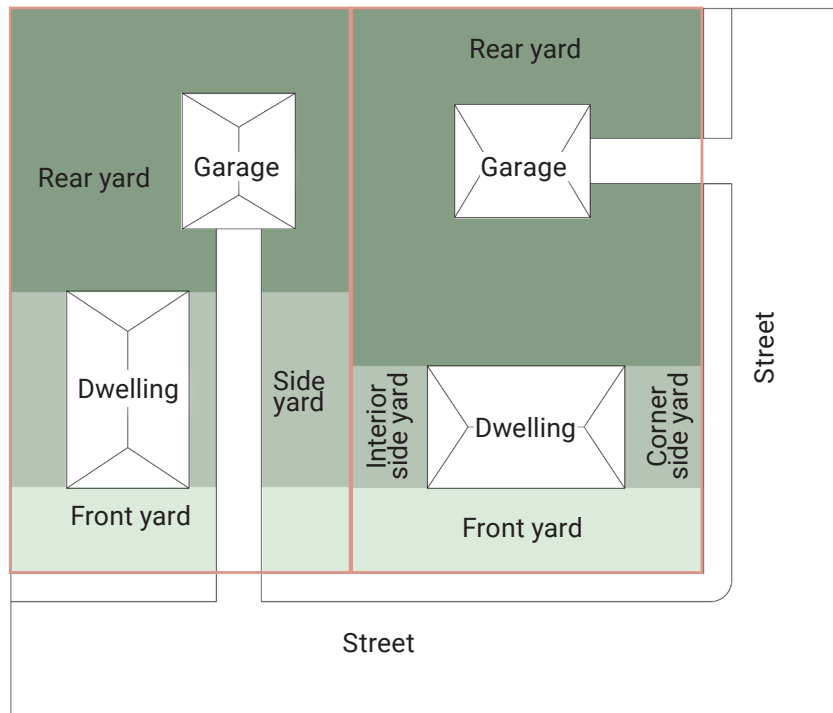 Rear yard
Garage
Rear yard
Garage
Dwelling
Side
yard
Front yard
Interior
side yard
Dwelling
Corner
side yard
Front yard
Street
Street